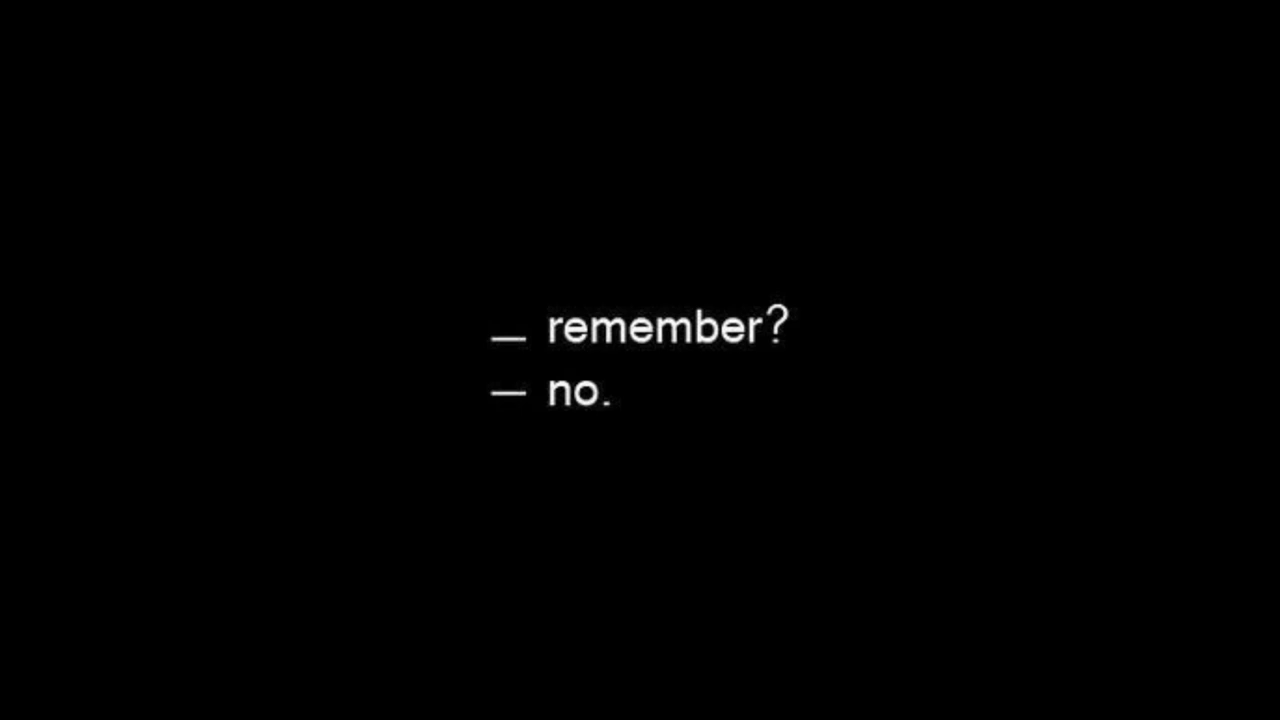 — remember?
— no.